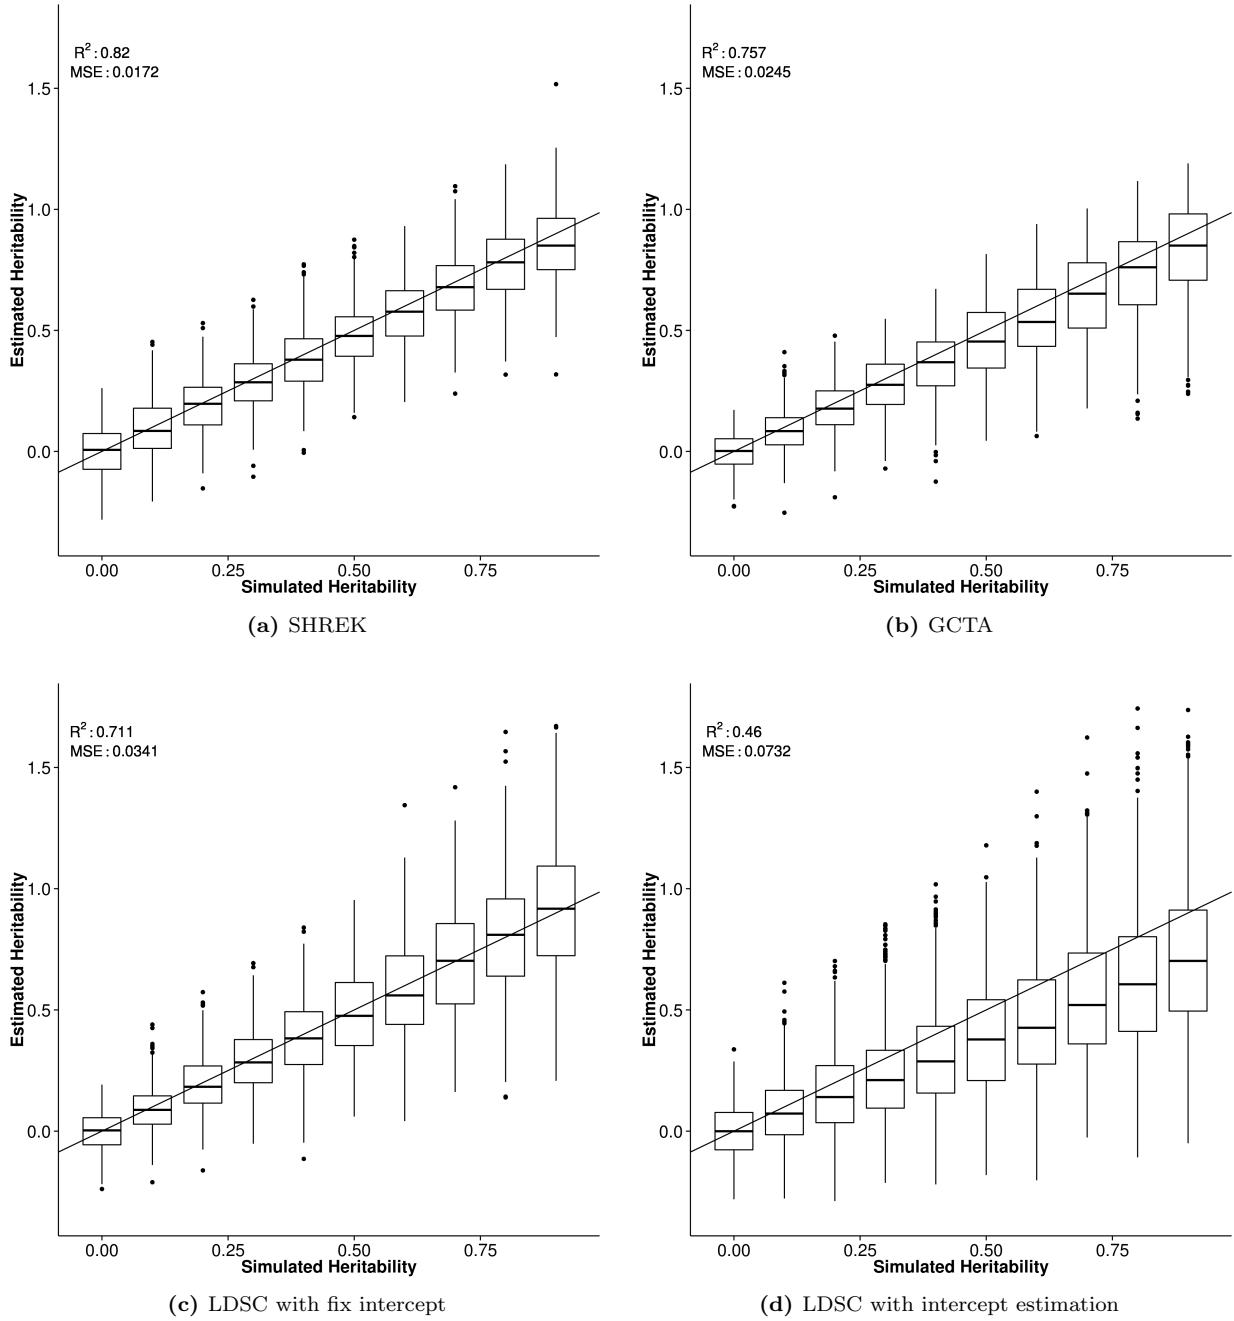 R2:0.82
MSE:0.0172
1.5
1.0
0.5
0.0
Estimated Heritability
0.00 0.25 0.50 0.75
Simulated Heritability
(a) SHREK
R2:0.757
MSE:0.0245
1.5
1.0
0.5
0.0
Estimated Heritability
0.00 0.25 0.50 0.75
Simulated Heritability
(b) GCTA
R2:0.711
MSE:0.0341
1.5
1.0
0.5
0.0
Estimated Heritability
0.00 0.25 0.50 0.75
Simulated Heritability
(c) LDSC with fix intercept
R2:0.46
MSE:0.0732
1.5
1.0
0.5
0.0
Estimated Heritability
0.00 0.25 0.50 0.75
Simulated Heritability
(d) LDSC with intercept estimation